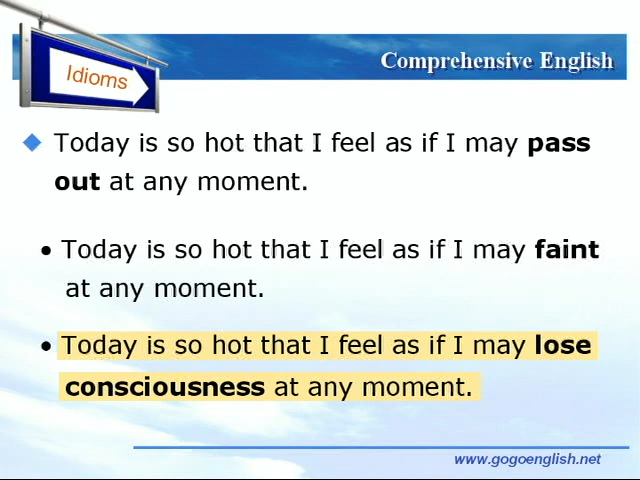 Idioms
Comprehensive English
Today is so hot that I feel as if I may pass
out at any moment.
• Today is so hot that I feel as if I may faint
at any moment.
• Today is so hot that I feel as if I may lose
consciousness at any moment.
www.gogoenglish.net